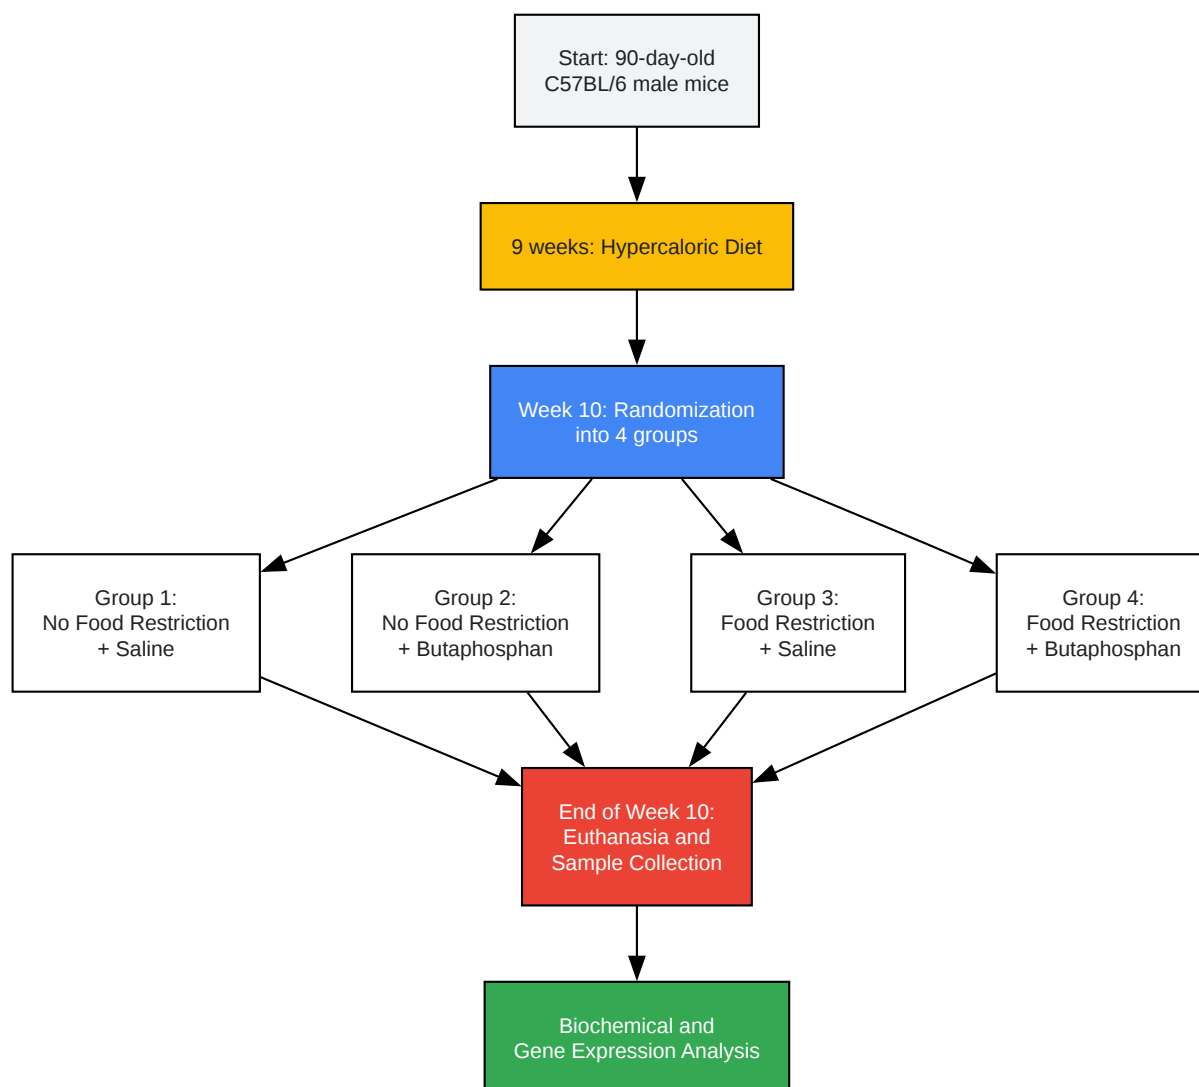 Start: 90-day-old
C57BL/6 male mice
9 weeks: Hypercaloric Diet
Week 10: Randomization
into 4 groups
Group 1:
No Food Restriction
+ Saline
Group 2:
No Food Restriction
+ Butaphosphan
Group 3:
Food Restriction
+ Saline
Group 4:
Food Restriction
+ Butaphosphan
End of Week 10:
Euthanasia and
Sample Collection
Biochemical and
Gene Expression Analysis